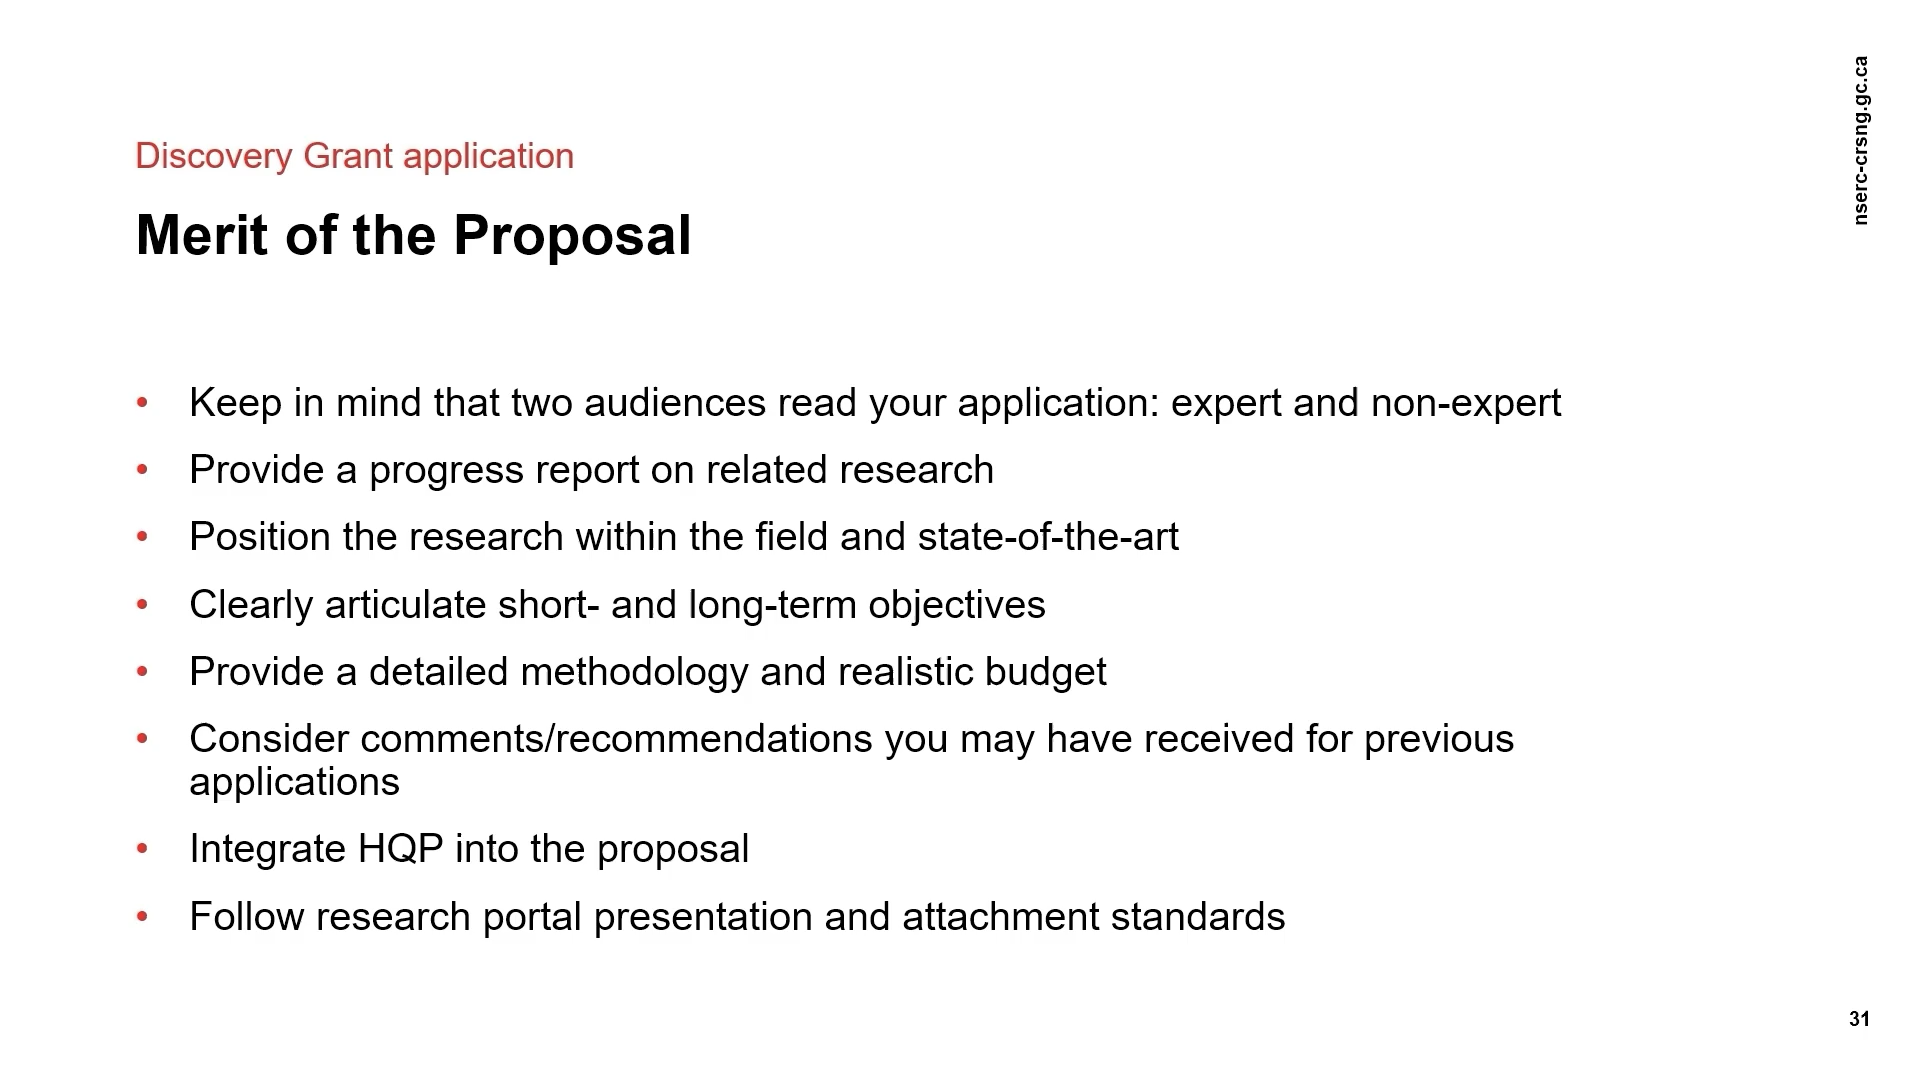 nserc-crsng.gc.ca
Discovery Grant application
Merit of the Proposal
• Keep in mind that two audiences read your application: expert and non-expert
• Provide a progress report on related research
• Position the research within the field and state-of-the-art
• Clearly articulate short- and long-term objectives
• Provide a detailed methodology and realistic budget
• Consider comments/recommendations you may have received for previous
applications
• Integrate HQP into the proposal
• Follow research portal presentation and attachment standards
31